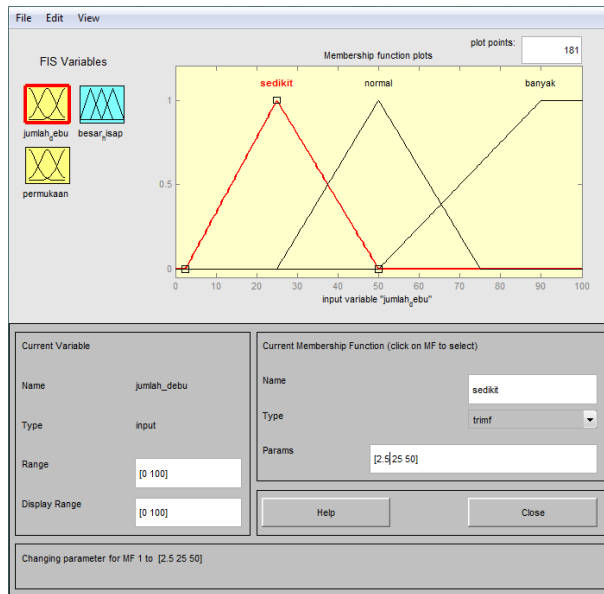 File Edit View
FIS Variables
jumlah_debu besar_hisap
permukaan
Membership function plots
plot points: 181
sedikit normal banyak
1
0.5
0
0 10 20 30 40 50 60 70 80 90 100
input variable "jumlah_debu"
Current Variable
Name jumlah_debu
Type input
Range [0 100]
Display Range [0 100]
Current Membership Function (click on MF to select)
Name sedikit
Type trimf
Params [2.5 25 50]
Help Close
Changing parameter for MF 1 to [2.5 25 50]